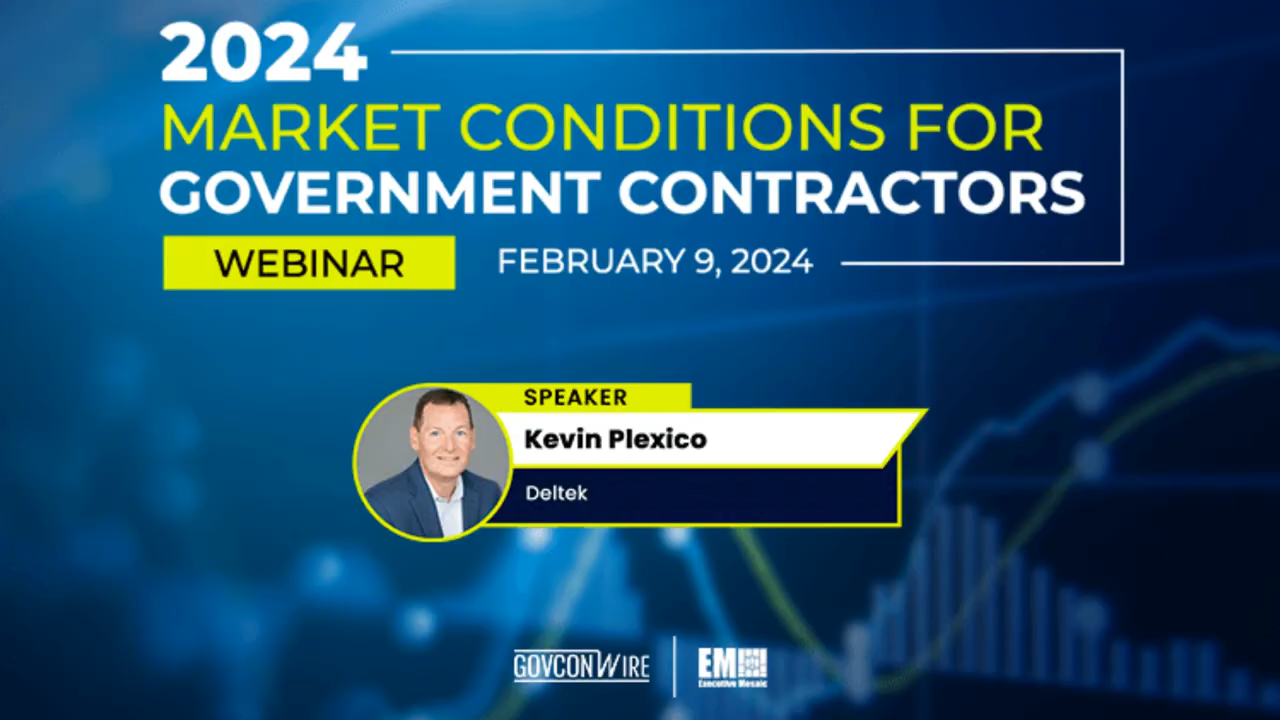 2024
MARKET CONDITIONS FOR
GOVERNMENT CONTRACTORS
WEBINAR
FEBRUARY 9, 2024
SPEAKER
Kevin Plexico
Deltek
GOVCONWIRE
EM
Executive Mosaic